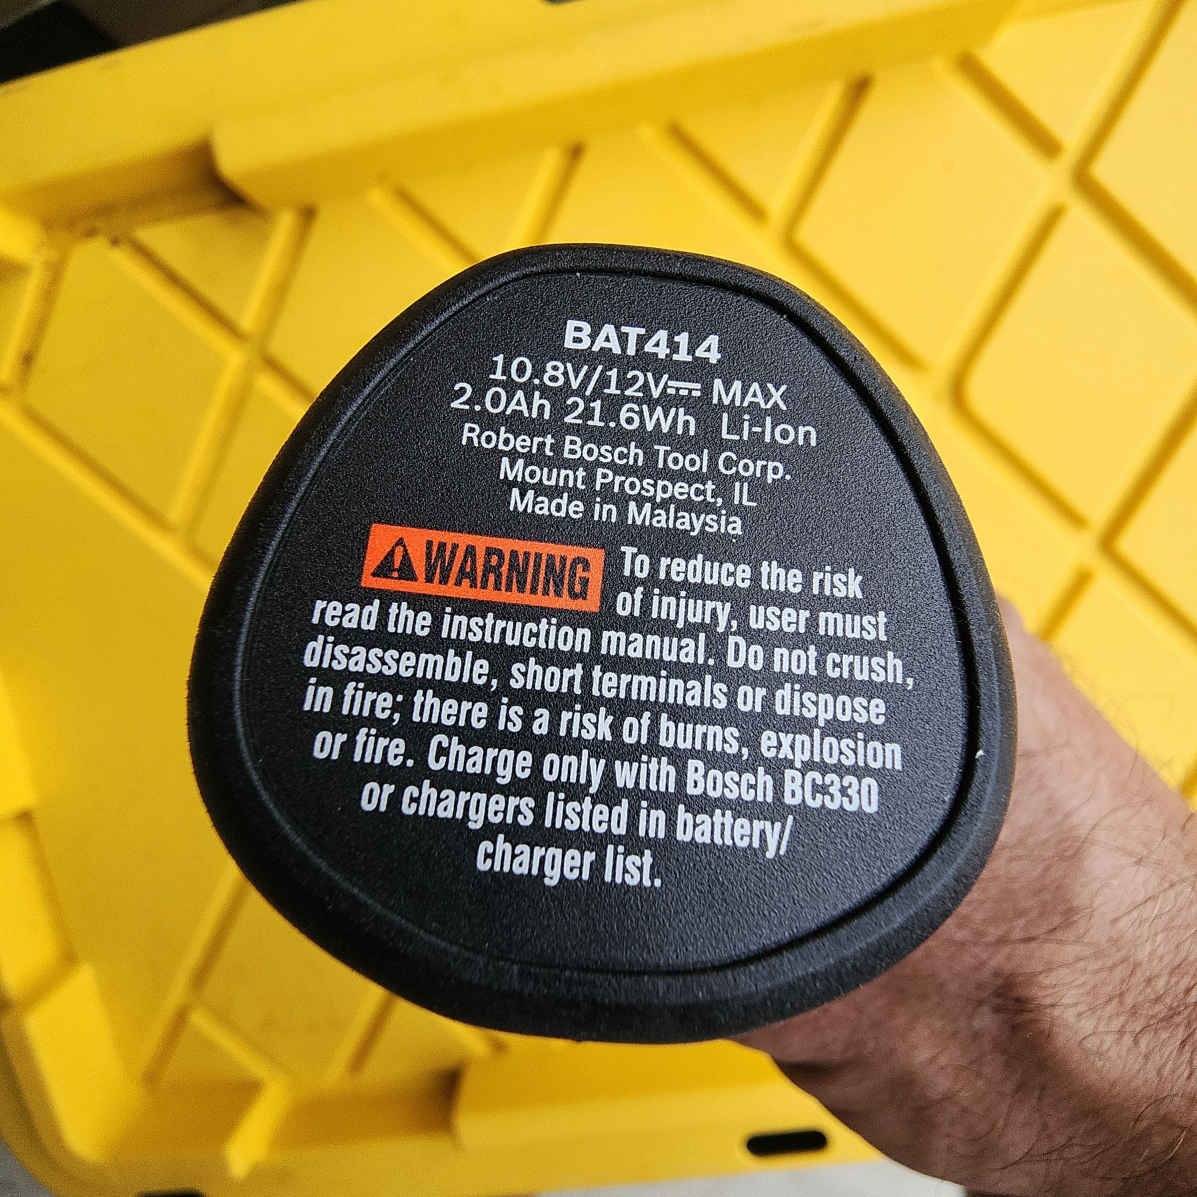 BAT414
10.8V/12V⎓ MAX
2.0Ah 21.6Wh Li-Ion
Robert Bosch Tool Corp.
Mount Prospect, IL
Made in Malaysia
WARNING To reduce the risk
of injury, user must
read the instruction manual. Do not crush,
disassemble, short terminals or dispose
in fire; there is a risk of burns, explosion
or fire. Charge only with Bosch BC330
or chargers listed in battery/
charger list.